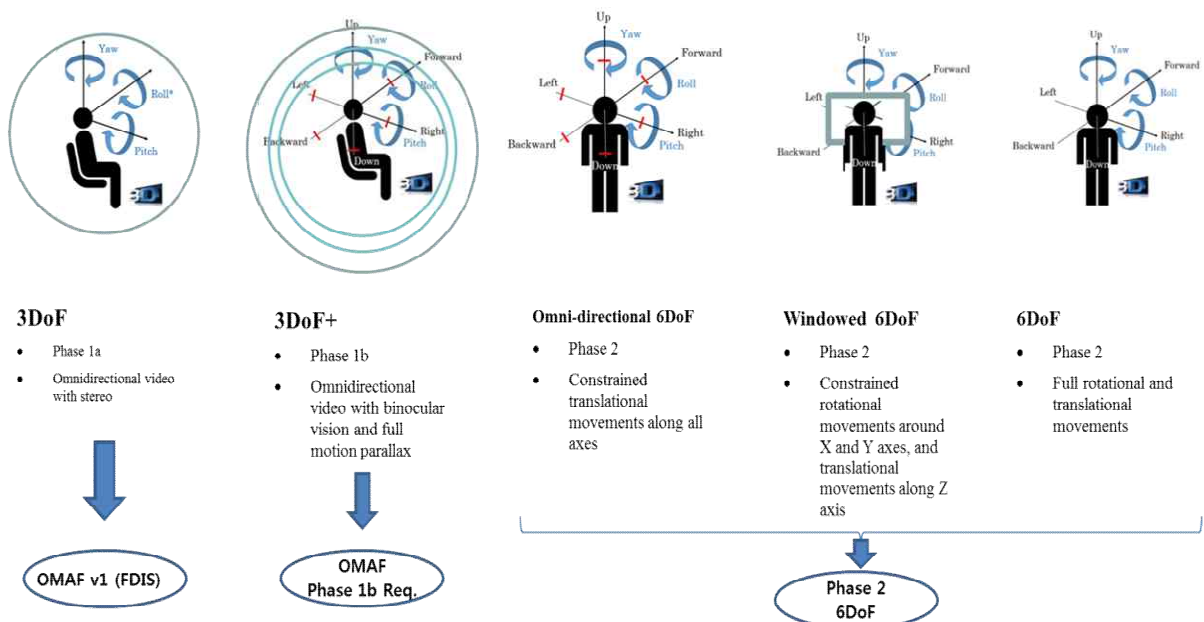 Yaw
Roll*
Pitch
Up
Yaw
Forward
Left
Roll
Backward
Right
Pitch
Down
Up
Yaw
Forward
Left
Roll
Backward
Right
Pitch
Down
Up
Yaw
Forward
Left
Roll
Backward
Right
Pitch
Down
Up
Yaw
Forward
Left
Roll
Backward
Right
Pitch
Down
3DoF
• Phase 1a
• Omnidirectional video
with stereo
OMAF v1 (FDIS)
3DoF+
• Phase 1b
• Omnidirectional
video with binocular
vision and full
motion parallax
OMAF
Phase 1b Req.
Omni-directional 6DoF
• Phase 2
• Constrained
translational
movements along all
axes
Windowed 6DoF
• Phase 2
• Constrained
rotational
movements around
X and Y axes, and
translational
movements along Z
axis
6DoF
• Phase 2
• Full rotational and
translational
movements
Phase 2
6DoF